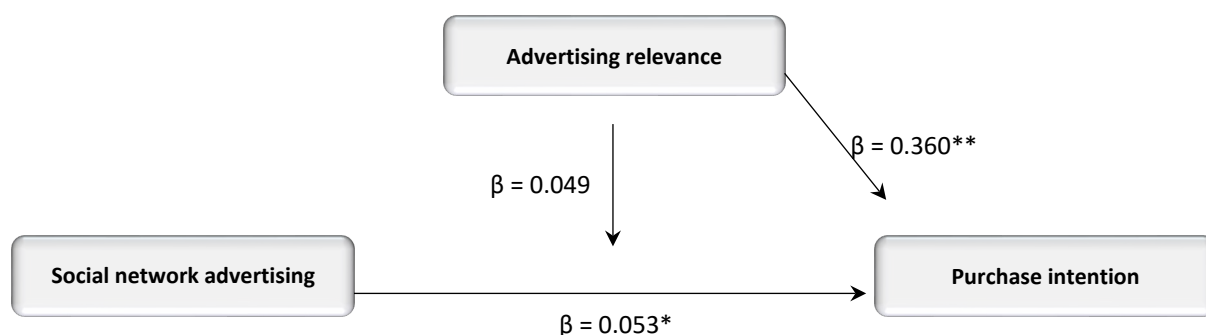 Advertising relevance
β = 0.360**
β = 0.049
Social network advertising
Purchase intention
β = 0.053*